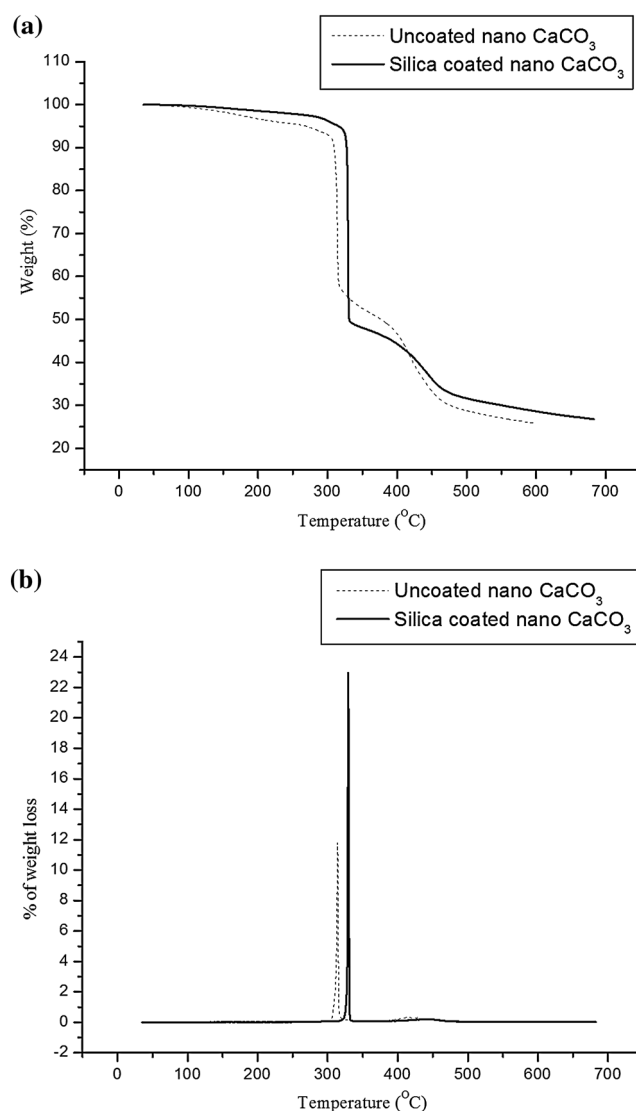 (a)
Uncoated nano CaCO3
Silica coated nano CaCO3
110
100
90
80
70
60
50
40
30
20
Weight (%)
0 100 200 300 400 500 600 700
Temperature (°C)
(b)
Uncoated nano CaCO3
Silica coated nano CaCO3
24
22
20
18
16
14
12
10
8
6
4
2
0
-2
% of weight loss
0 100 200 300 400 500 600 700
Temperature (°C)